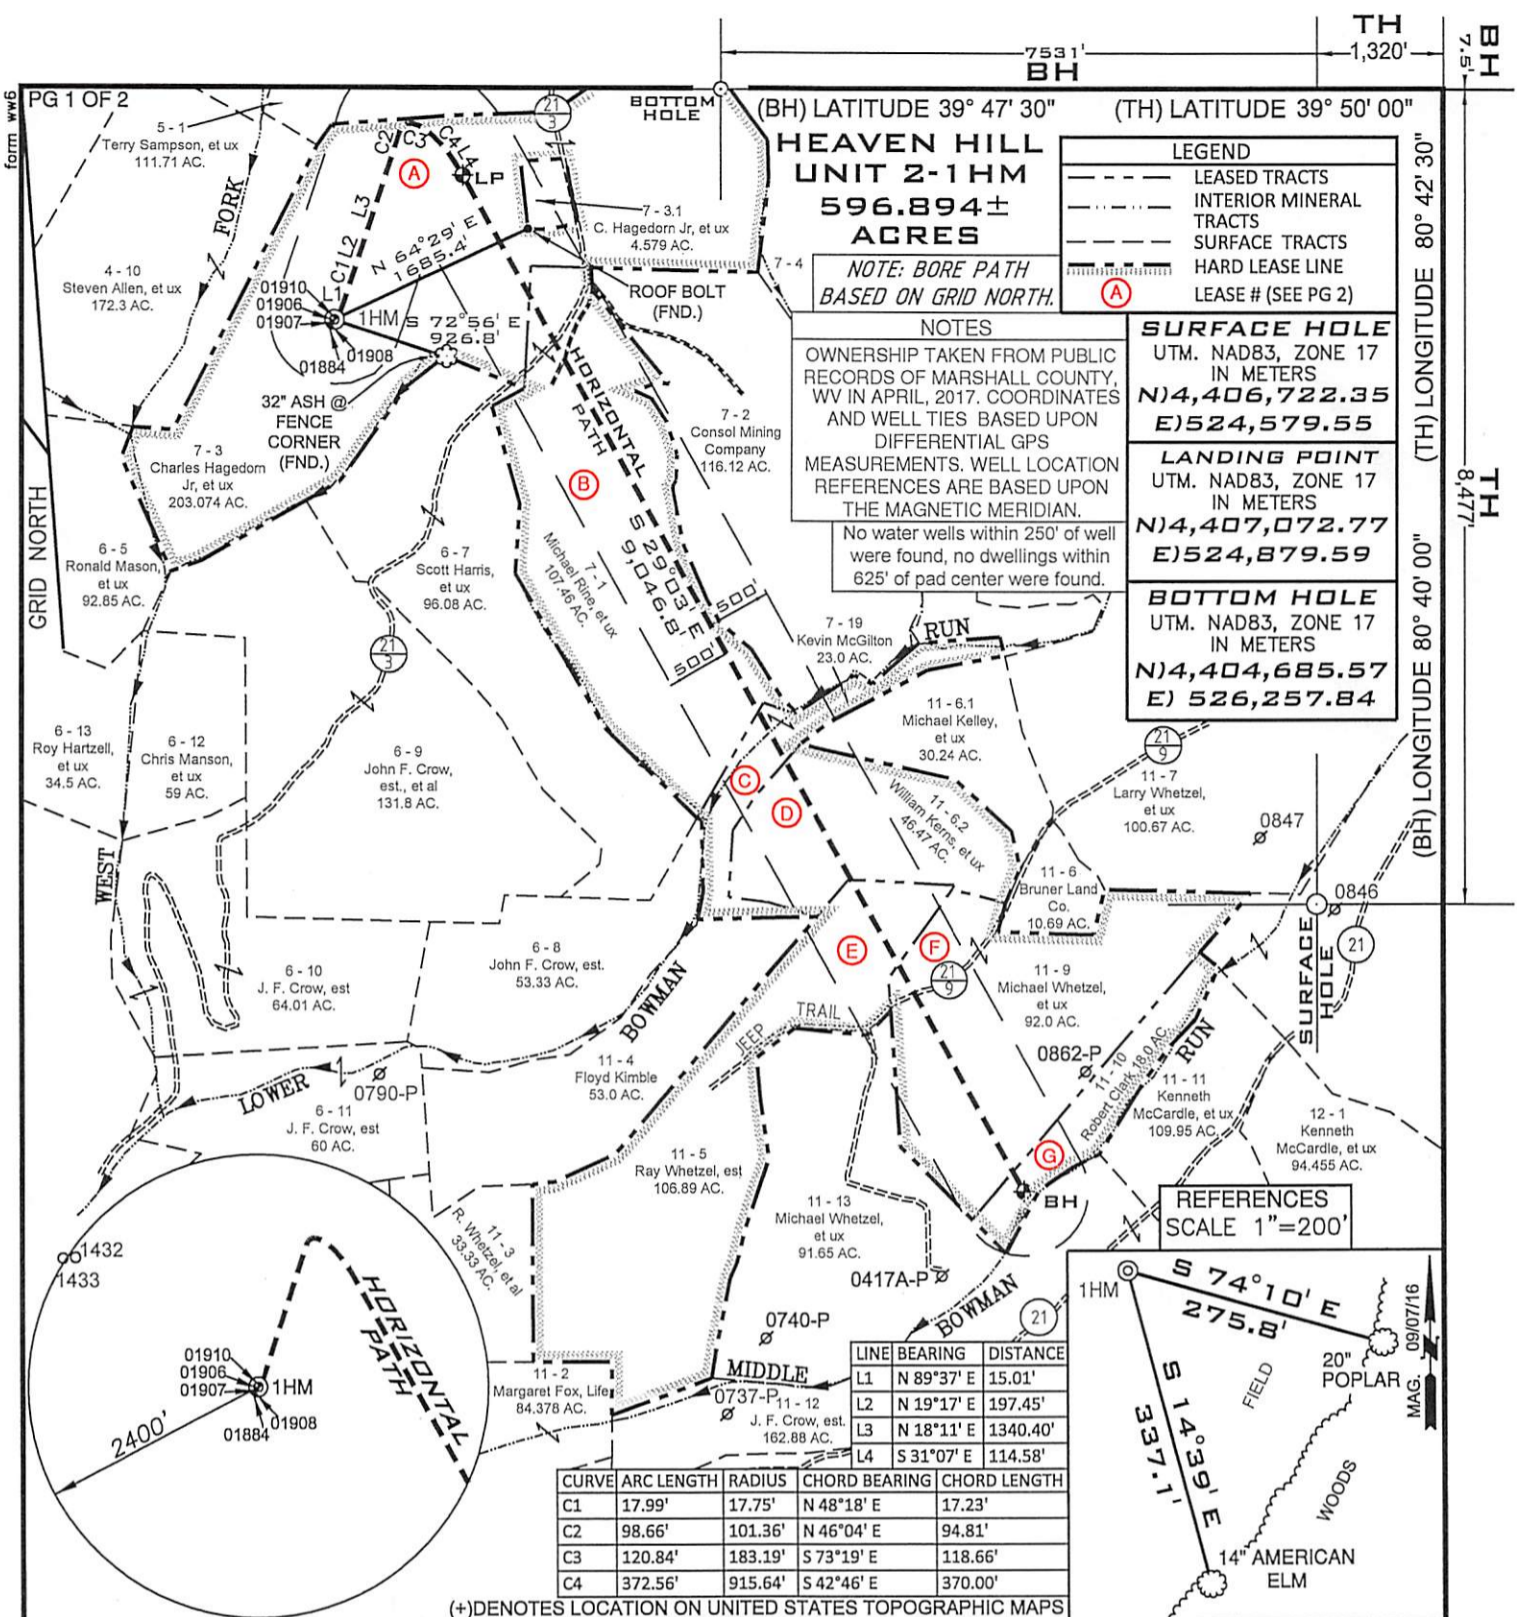 form ww6
PG 1 OF 2
7531'
BH
TH
1,320'
BH
7.5'
TH
8,477'
BOTTOM
HOLE
(BH) LATITUDE 39° 47' 30"
(TH) LATITUDE 39° 50' 00"
(TH) LONGITUDE 80° 42' 30"
(BH) LONGITUDE 80° 40' 00"
HEAVEN HILL
UNIT 2-1HM
596.894±
ACRES
NOTE: BORE PATH
BASED ON GRID NORTH.
LEGEND
LEASED TRACTS
INTERIOR MINERAL
TRACTS
SURFACE TRACTS
HARD LEASE LINE
A
LEASE # (SEE PG 2)
NOTES
OWNERSHIP TAKEN FROM PUBLIC
RECORDS OF MARSHALL COUNTY,
WV IN APRIL, 2017. COORDINATES
AND WELL TIES BASED UPON
DIFFERENTIAL GPS
MEASUREMENTS. WELL LOCATION
REFERENCES ARE BASED UPON
THE MAGNETIC MERIDIAN.
No water wells within 250' of well
were found, no dwellings within
625' of pad center were found.
SURFACE HOLE
UTM. NAD83, ZONE 17
IN METERS
N)4,406,722.35
E)524,579.55
LANDING POINT
UTM. NAD83, ZONE 17
IN METERS
N)4,407,072.77
E)524,879.59
BOTTOM HOLE
UTM. NAD83, ZONE 17
IN METERS
N)4,404,685.57
E) 526,257.84
5 - 1
Terry Sampson, et ux
111.71 AC.
FORK
4 - 10
Steven Allen, et ux
172.3 AC.
21
3
C2
C3
C4
L4
LP
A
L3
L2
C1
L1
N 64°29' E
1685.4'
7 - 3.1
C. Hagedorn Jr, et ux
4.579 AC.
7 - 4
ROOF BOLT
(FND.)
01910
01906
01907
1HM
01908
01884
S 72°56' E
926.8'
32" ASH @
FENCE
CORNER
(FND.)
7 - 3
Charles Hagedorn
Jr, et ux
203.074 AC.
GRID NORTH
HORIZONTAL
PATH
7 - 2
Consol Mining
Company
116.12 AC.
B
S 29°03' E
9,046.8'
7 - 1
Michael Rine, et ux
107.46 AC.
500'
500'
6 - 5
Ronald Mason,
et ux
92.85 AC.
6 - 7
Scott Harris,
et ux
96.08 AC.
21
3
7 - 19
Kevin McGilton
23.0 AC.
RUN
6 - 13
Roy Hartzell,
et ux
34.5 AC.
6 - 12
Chris Manson,
et ux
59 AC.
6 - 9
John F. Crow,
est., et al
131.8 AC.
11 - 6.1
Michael Kelley,
et ux
30.24 AC.
21
9
11 - 7
Larry Whetzel,
et ux
100.67 AC.
C
D
11 - 6.2
William Kerns, et ux
46.47 AC.
0847
WEST
11 - 6
Bruner Land
Co.
10.69 AC.
0846
21
SURFACE
HOLE
6 - 10
J. F. Crow, est
64.01 AC.
6 - 8
John F. Crow, est.
53.33 AC.
BOWMAN
E
F
21
9
11 - 9
Michael Whetzel,
et ux
92.0 AC.
JEEP
TRAIL
LOWER
0790-P
11 - 4
Floyd Kimble
53.0 AC.
0862-P
11 - 10
Robert Clark 18.0 AC.
RUN
11 - 11
Kenneth
McCardle, et ux
109.95 AC.
12 - 1
Kenneth
McCardle, et ux
94.455 AC.
6 - 11
J. F. Crow, est
60 AC.
11 - 5
Ray Whetzel, est
106.89 AC.
G
BH
11 - 3
R. Whetzel, et al
33.33 AC.
11 - 13
Michael Whetzel,
et ux
91.65 AC.
0417A-P
BOWMAN
21
0740-P
MIDDLE
0737-P
11 - 2
Margaret Fox, Life
84.378 AC.
11 - 12
J. F. Crow, est.
162.88 AC.
1432
1433
HORIZONTAL
PATH
01910
01906
01907
1HM
01908
01884
2400'
REFERENCES
SCALE 1"=200'
1HM
S 74°10' E
275.8'
20"
POPLAR
FIELD
S 14°39' E
337.1'
WOODS
14" AMERICAN
ELM
MAG.
09/07/16
LINE BEARING DISTANCE
L1 N 89°37' E 15.01'
L2 N 19°17' E 197.45'
L3 N 18°11' E 1340.40'
L4 S 31°07' E 114.58'
CURVE ARC LENGTH RADIUS CHORD BEARING CHORD LENGTH
C1 17.99' 17.75' N 48°18' E 17.23'
C2 98.66' 101.36' N 46°04' E 94.81'
C3 120.84' 183.19' S 73°19' E 118.66'
C4 372.56' 915.64' S 42°46' E 370.00'
(+)DENOTES LOCATION ON UNITED STATES TOPOGRAPHIC MAPS